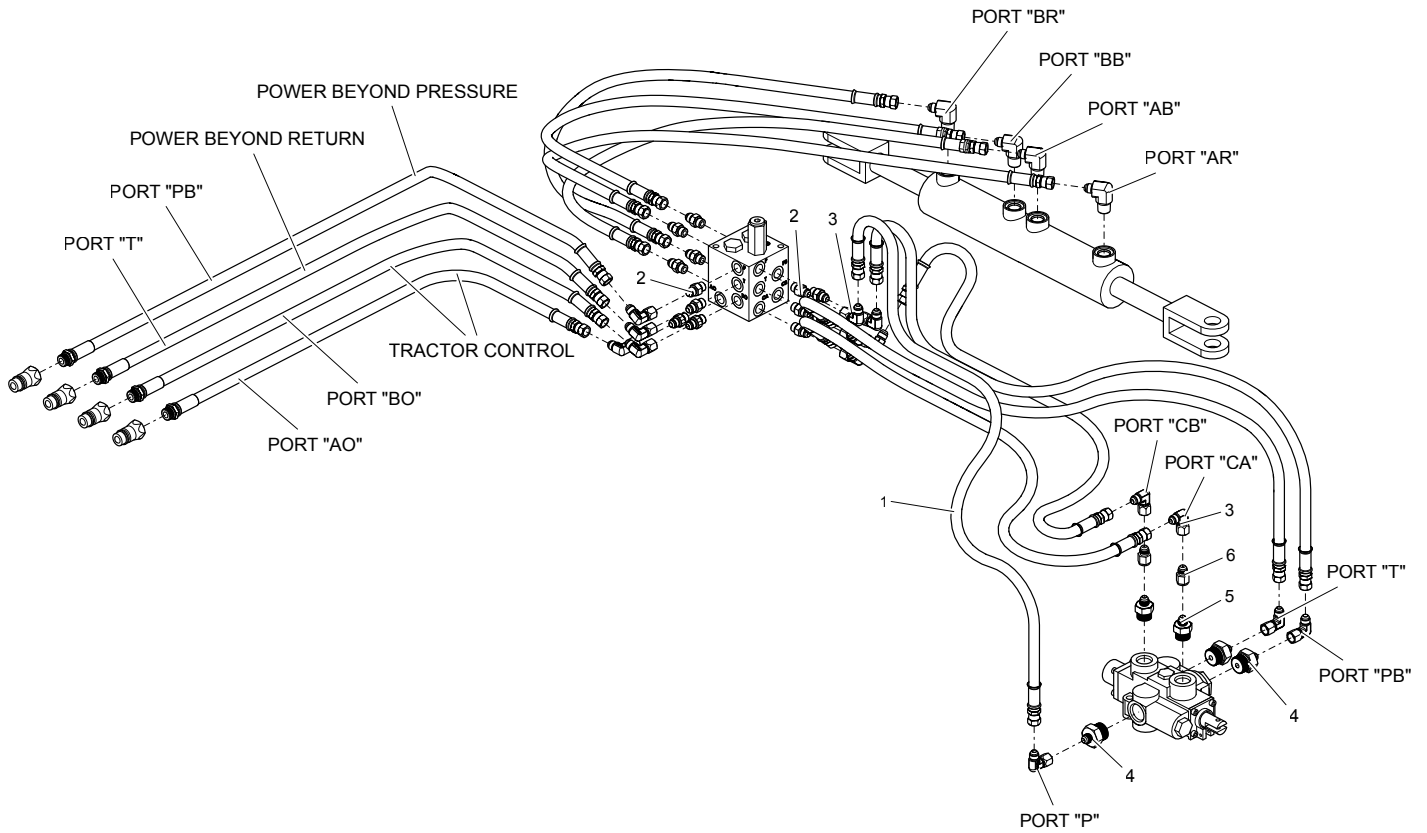 PORT "BR"
PORT "BB"
POWER BEYOND PRESSURE
PORT "AB"
POWER BEYOND RETURN
PORT "AR"
PORT "PB"
PORT "T"
2
3
2
TRACTOR CONTROL
PORT "BO"
PORT "CB"
PORT "AO"
PORT "CA"
1
3
6
PORT "T"
5
PORT "PB"
4
4
PORT "P"